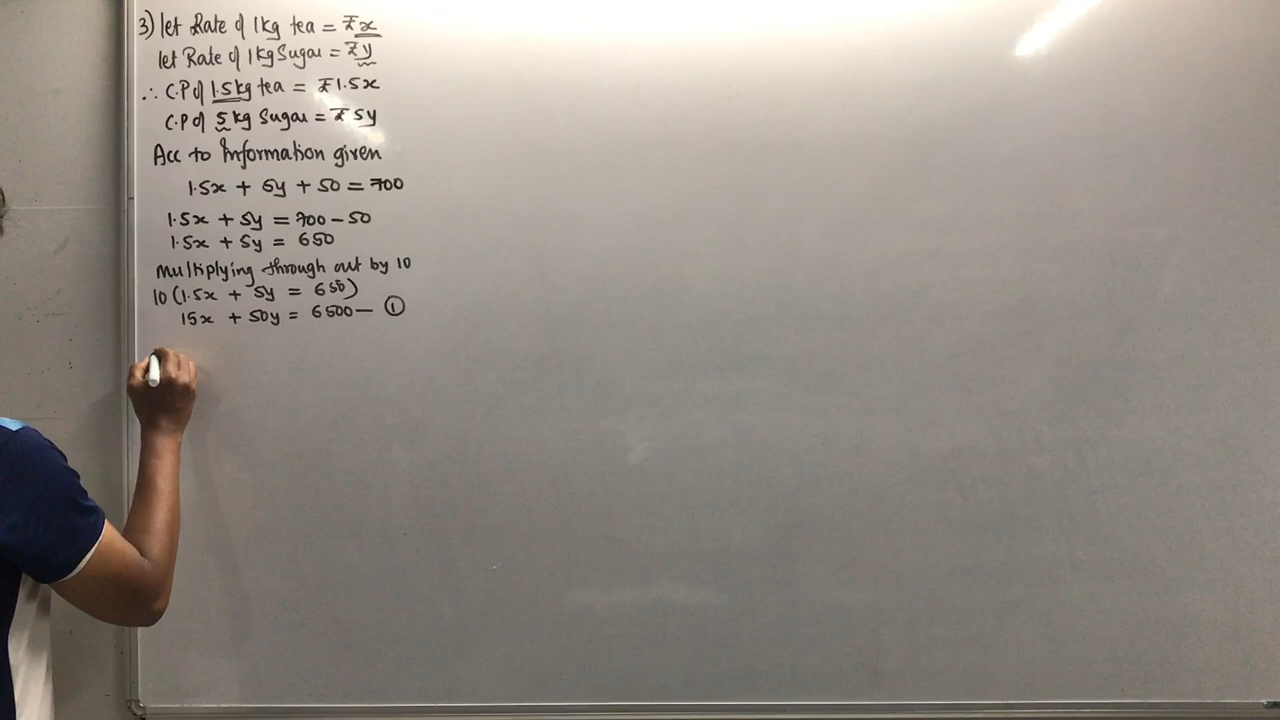 3) let Rate of 1kg tea = ₹x
let Rate of 1kg Sugar = ₹y
∴ C.P of 1.5kg tea = ₹1.5x
C.P of 5kg Sugar = ₹5y
Acc to Information given
1.5x + 5y + 50 = 700
1.5x + 5y = 700 - 50
1.5x + 5y = 650
Multiplying through out by 10
10 (1.5x + 5y = 650)
15x + 50y = 6500 — ①